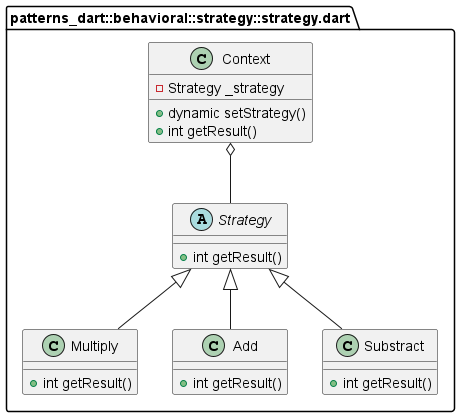 patterns_dart::behavioral::strategy::strategy.dart
C Context
Strategy _strategy
dynamic setStrategy()
int getResult()
A Strategy
int getResult()
C Multiply
int getResult()
C Add
int getResult()
C Substract
int getResult()